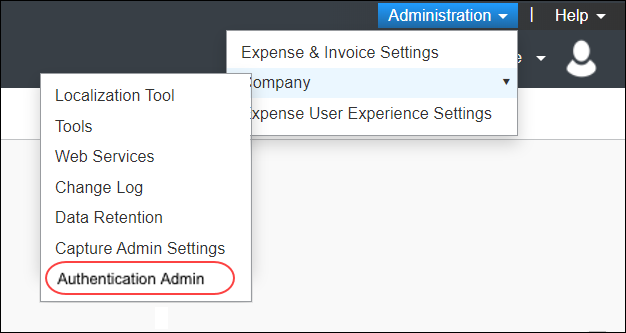 Administration | Help
Expense & Invoice Settings
e
Company
Expense User Experience Settings
Localization Tool
Tools
Web Services
Change Log
Data Retention
Capture Admin Settings
Authentication Admin